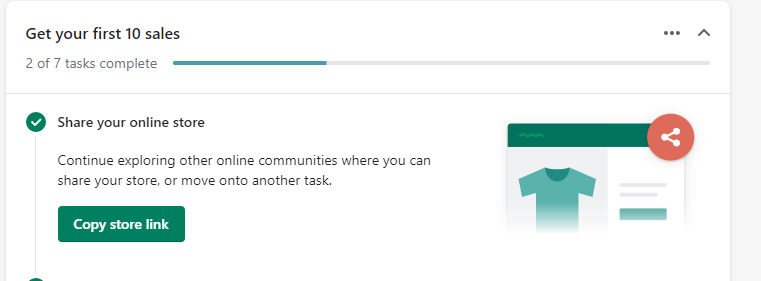 Get your first 10 sales
2 of 7 tasks complete
Share your online store
Continue exploring other online communities where you can
share your store, or move onto another task.
Copy store link